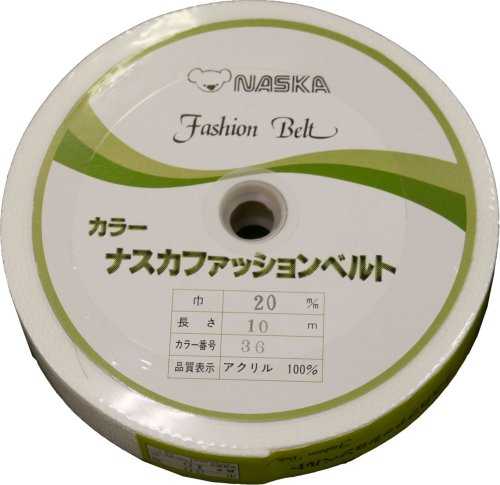 NASKA
Fashion Belt
カラー
ナスカファッションベルト
巾 20 m/m
長さ 10 m
カラー番号 36
品質表示 アクリル 100%